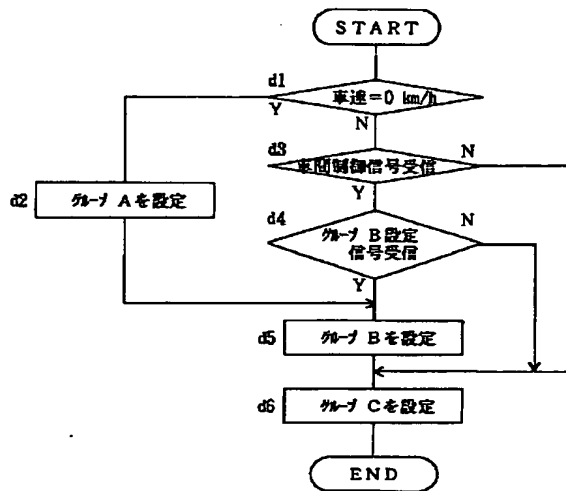 START
d1
車速=0 km/h
Y
N
d3
車間制御信号受信
N
Y
d2
グループ Aを設定
d4
グループ B設定
信号受信
N
Y
d5
グループ Bを設定
d6
グループ Cを設定
END